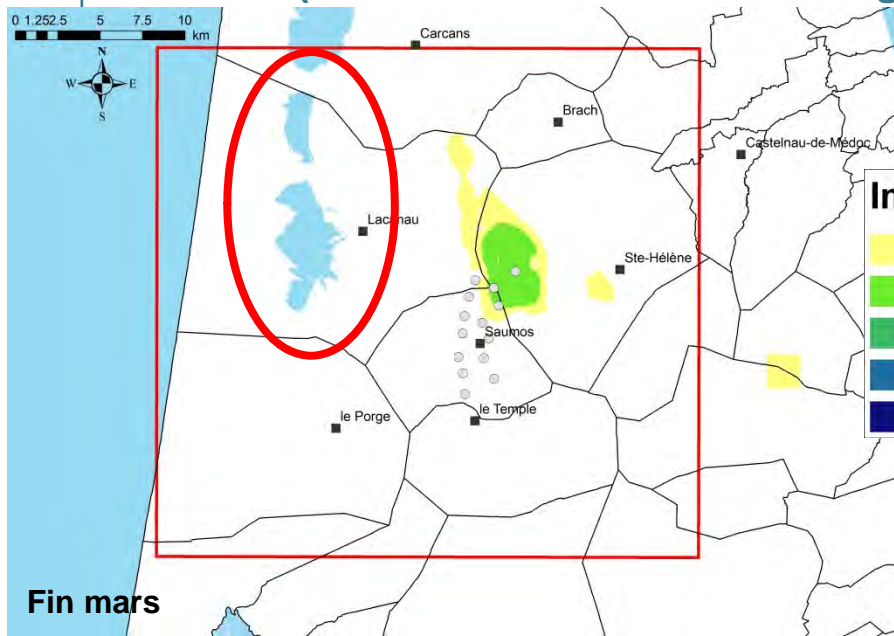 0 1.252.5 5 7.5 10
km
N
W E
S
Carcans
Brach
Castelnau-de-Médoc
In
Lacanau
Ste-Hélène
Saumos
le Porge
le Temple
Fin mars